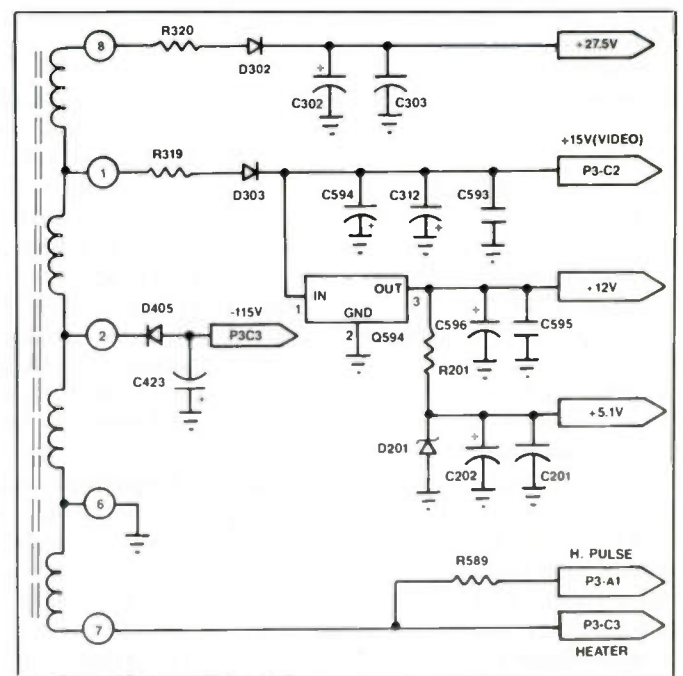 8
R320
D302
+
C302
C303
+27.5V
1
R319
D303
C594
+
C312
+
C593
+15V(VIDEO)
P3-C2
IN
OUT
GND
1
2
3
Q594
+
C596
C595
+12V
R201
2
D405
-115V
P3C3
C423
+
D201
+
C202
C201
+5.1V
6
7
R589
H. PULSE
P3-A1
P3-C3
HEATER